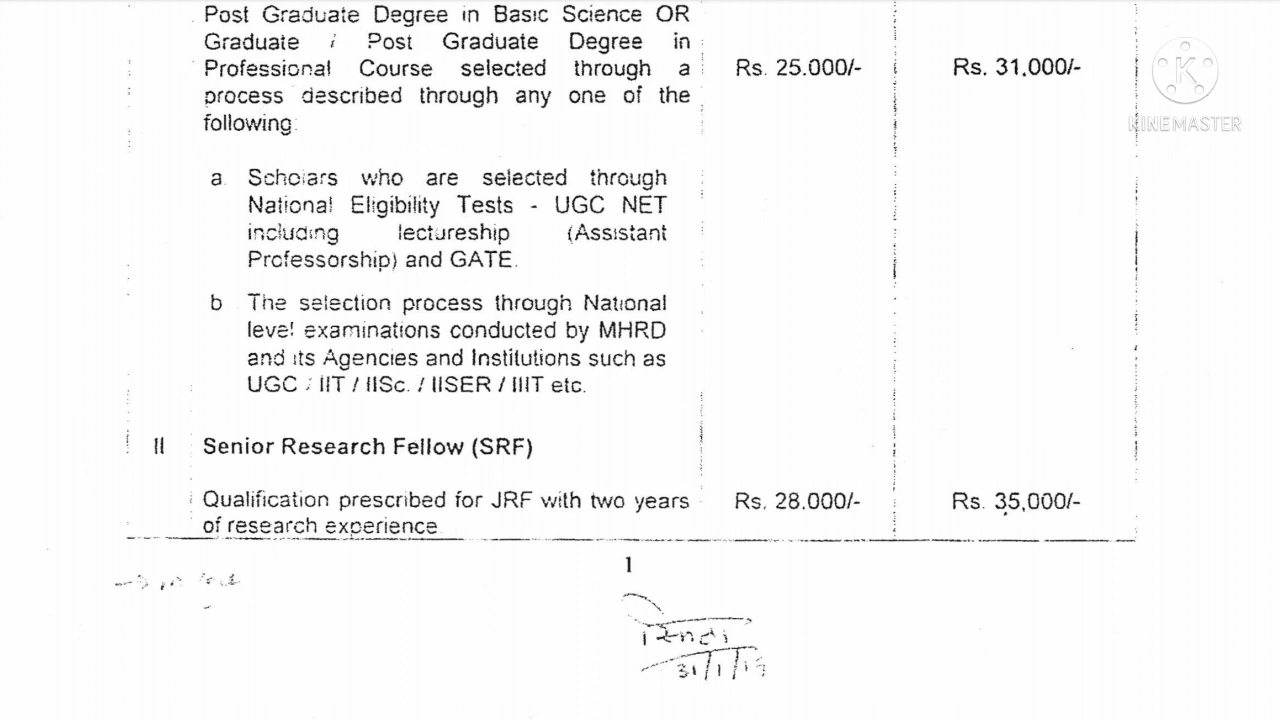 Post Graduate Degree in Basic Science OR
Graduate / Post Graduate Degree in
Professional Course selected through a
process described through any one of the
following
Rs. 25.000/-
Rs. 31,000/-
KINEMASTER
a. Scholars who are selected through
National Eligibility Tests - UGC NET
including lectureship (Assistant
Professorship) and GATE.
b The selection process through National
level examinations conducted by MHRD
and its Agencies and Institutions such as
UGC / IIT / IISc. / IISER / IIIT etc.
II Senior Research Fellow (SRF)
Qualification prescribed for JRF with two years
of research experience
Rs. 28.000/-
Rs. 35,000/-
1
31/1/19